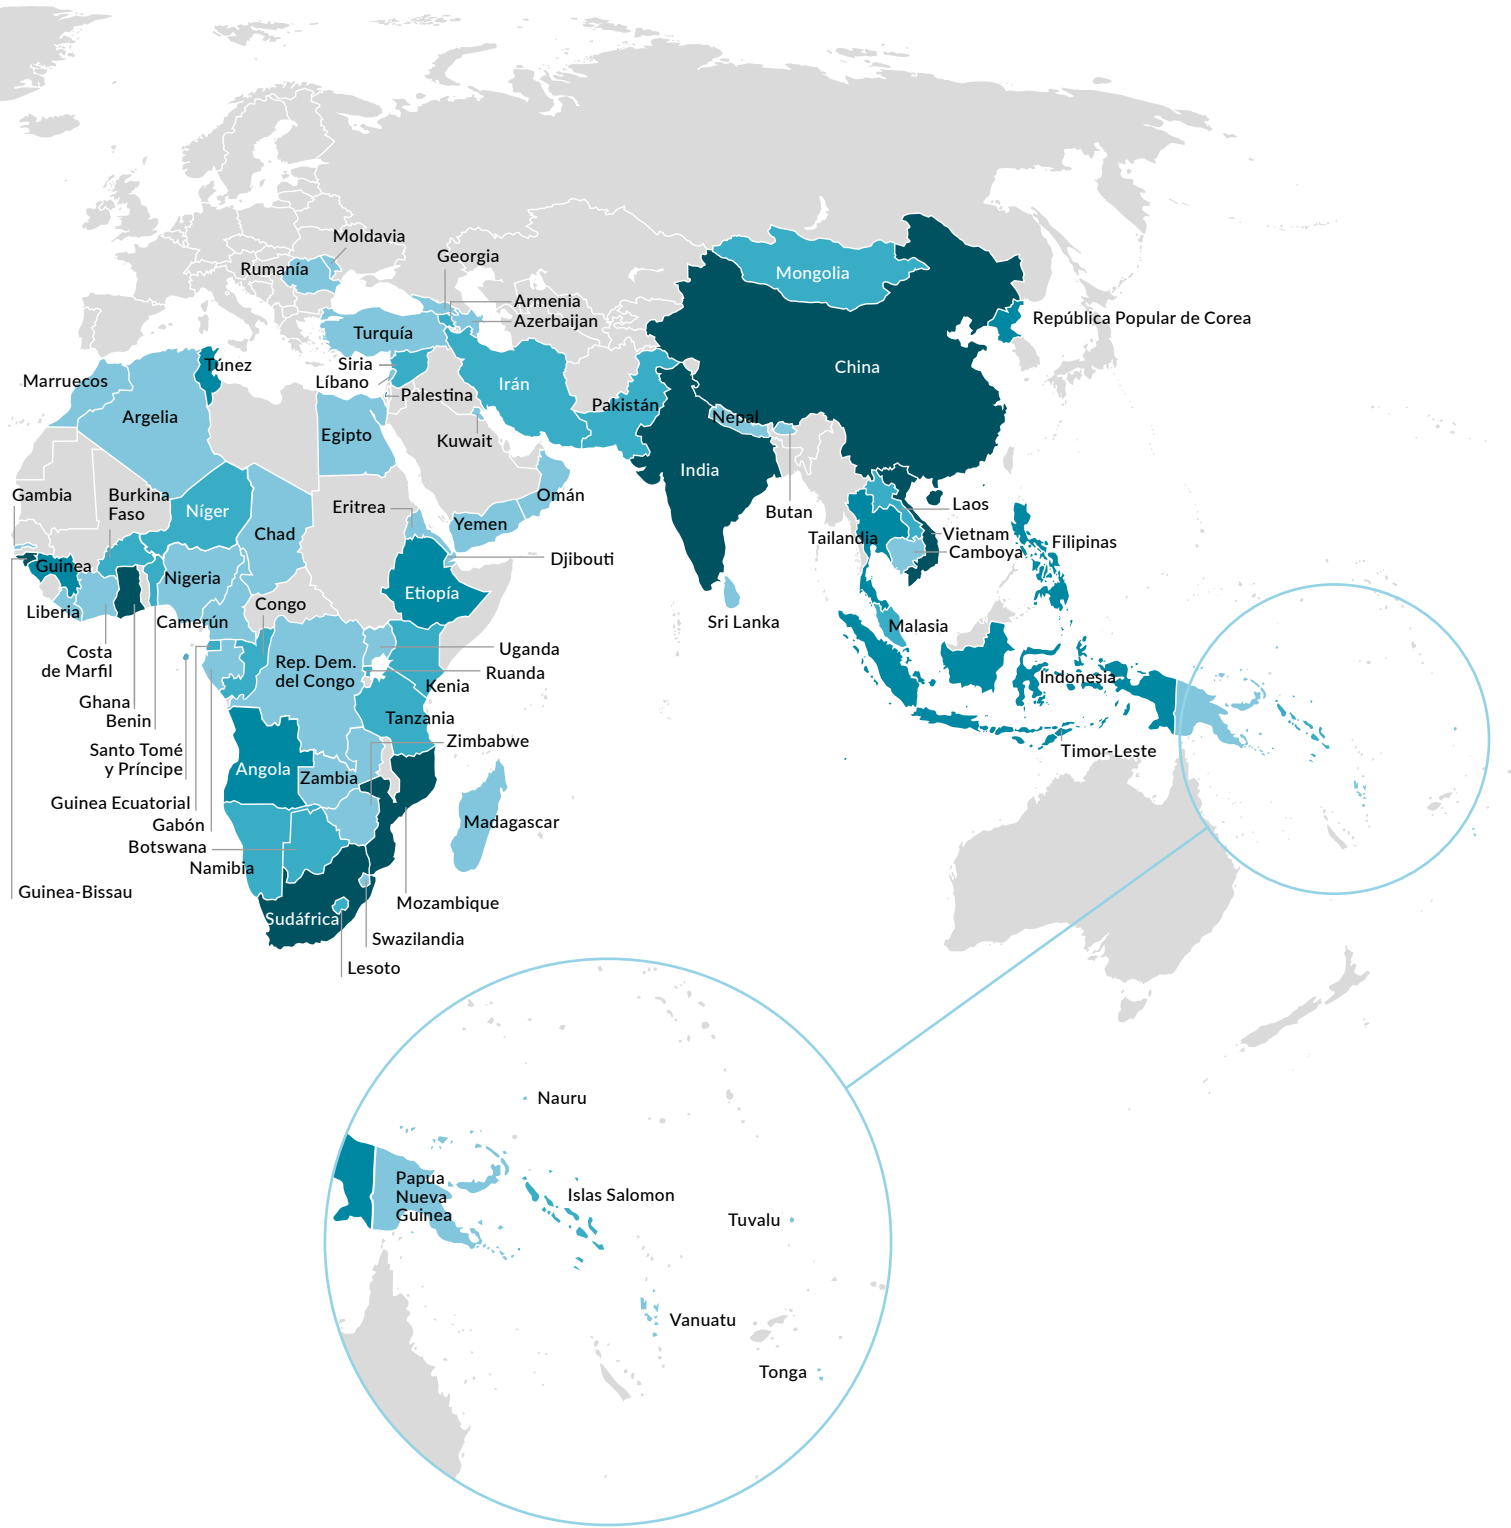 Moldavia
Georgia
Rumanía
Mongolia
Armenia
Azerbaijan
República Popular de Corea
Turquía
Siria
Túnez
China
Líbano
Irán
Marruecos
Palestina
Pakistán
Argelia
Nepal
Egipto
Kuwait
India
Gambia
Burkina
Faso
Omán
Eritrea
Níger
Butan
Laos
Yemen
Chad
Vietnam
Tailandia
Filipinas
Camboya
Djibouti
Guinea
Nigeria
Etiopía
Congo
Liberia
Camerún
Sri Lanka
Malasia
Costa
de Marfil
Uganda
Rep. Dem.
del Congo
Ruanda
Indonesia
Kenia
Ghana
Benin
Tanzania
Zimbabwe
Santo Tomé
y Príncipe
Timor-Leste
Angola
Zambia
Guinea Ecuatorial
Gabón
Madagascar
Botswana
Namibia
Guinea-Bissau
Mozambique
Sudáfrica
Swazilandia
Lesoto
Nauru
Papua
Nueva
Guinea
Islas Salomon
Tuvalu
Vanuatu
Tonga